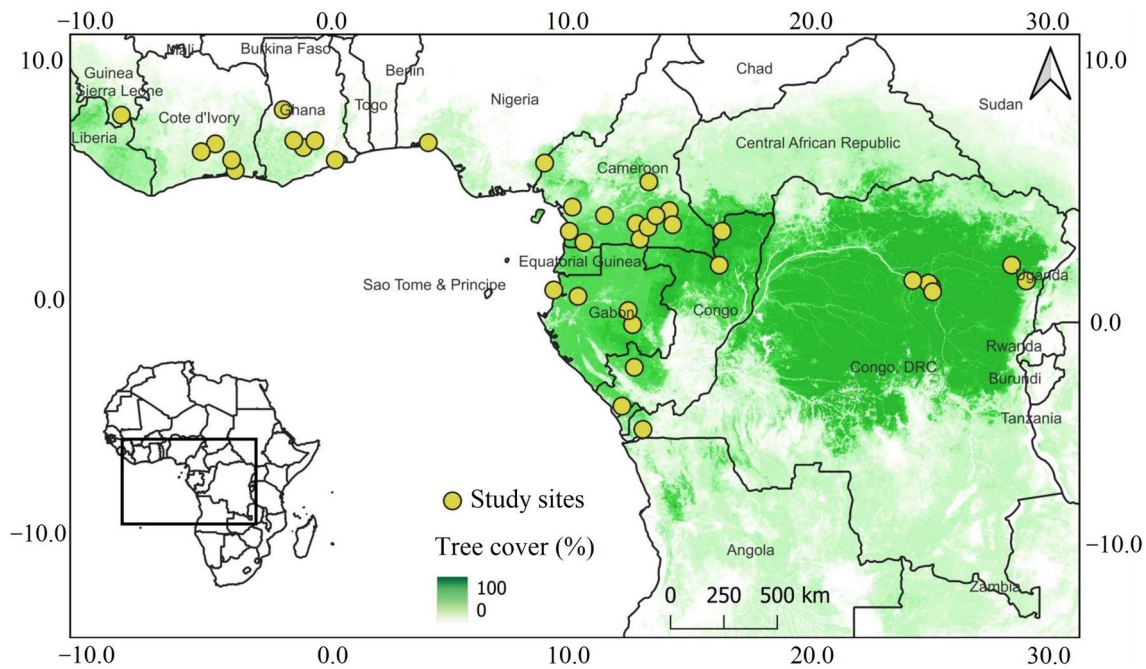 −10.0 0.0 10.0 20.0 30.0
10.0
Mali
Burkina Faso
Benin
Chad
10.0
Guinea
Sierra Leone
Nigeria
Sudan
Togo
Ghana
Cote d'Ivory
Liberia
Central African Republic
Cameroon
Equatorial Guinea
Uganda
Sao Tome & Principe
0.0
Gabon
Congo
0.0
Rwanda
Congo, DRC
Burundi
Tanzania
Study sites
−10.0
Tree cover (%)
Angola
−10.0
100
0
0 250 500 km
Zambia
−10.0 0.0 10.0 20.0 30.0